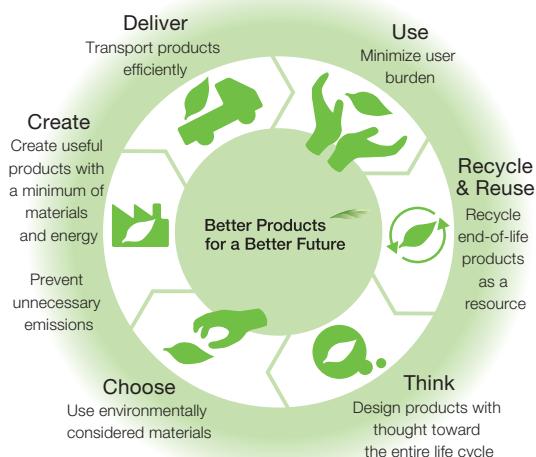 Deliver
Transport products
efficiently
Use
Minimize user
burden
Create
Create useful
products with
a minimum of
materials
and energy
Prevent
unnecessary
emissions
Recycle
& Reuse
Recycle
end-of-life
products
as a
resource
Better Products
for a Better Future
Choose
Use environmentally
considered materials
Think
Design products with
thought toward
the entire life cycle